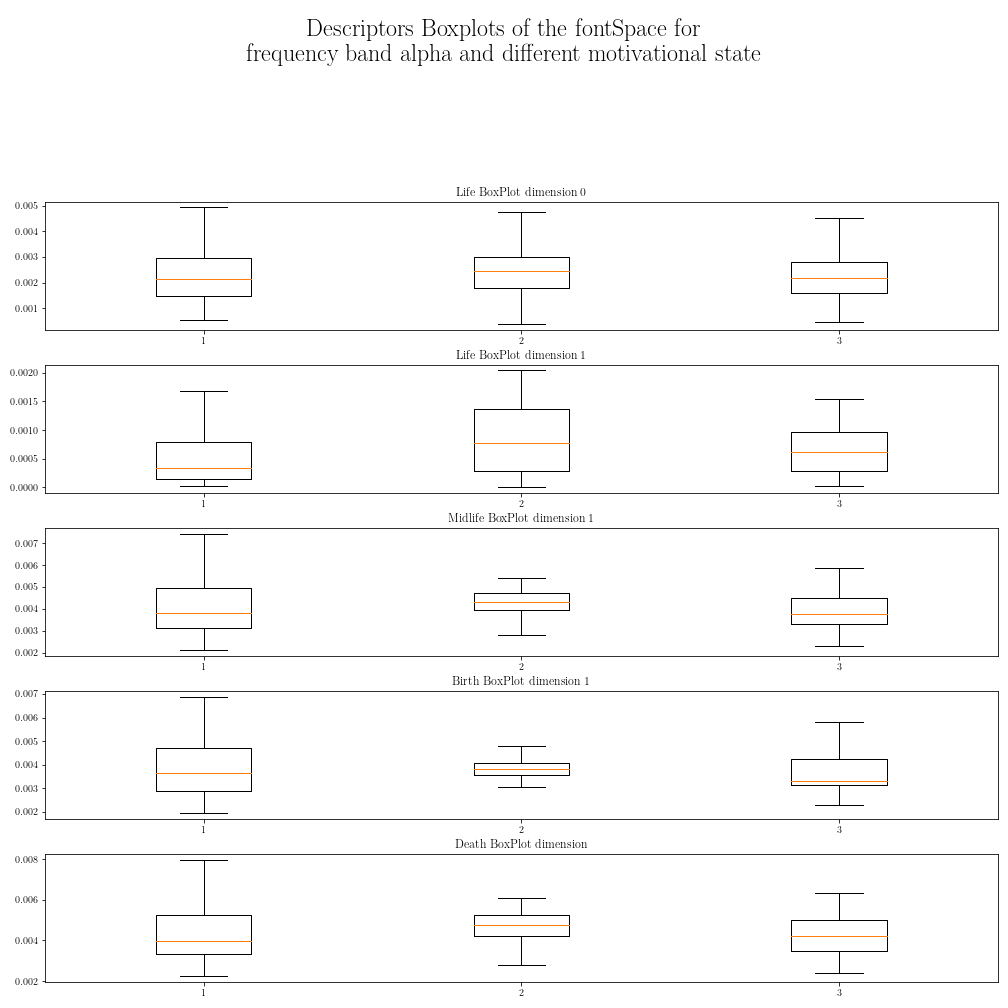 Descriptors Boxplots of the fontSpace for
frequency band alpha and different motivational state
Life BoxPlot dimension 0
0.005
0.004
0.003
0.002
0.001
1 2 3
Life BoxPlot dimension 1
0.0020
0.0015
0.0010
0.0005
0.0000
1 2 3
Midlife BoxPlot dimension 1
0.007
0.006
0.005
0.004
0.003
0.002
1 2 3
Birth BoxPlot dimension 1
0.007
0.006
0.005
0.004
0.003
0.002
1 2 3
Death BoxPlot dimension
0.008
0.006
0.004
0.002
1 2 3